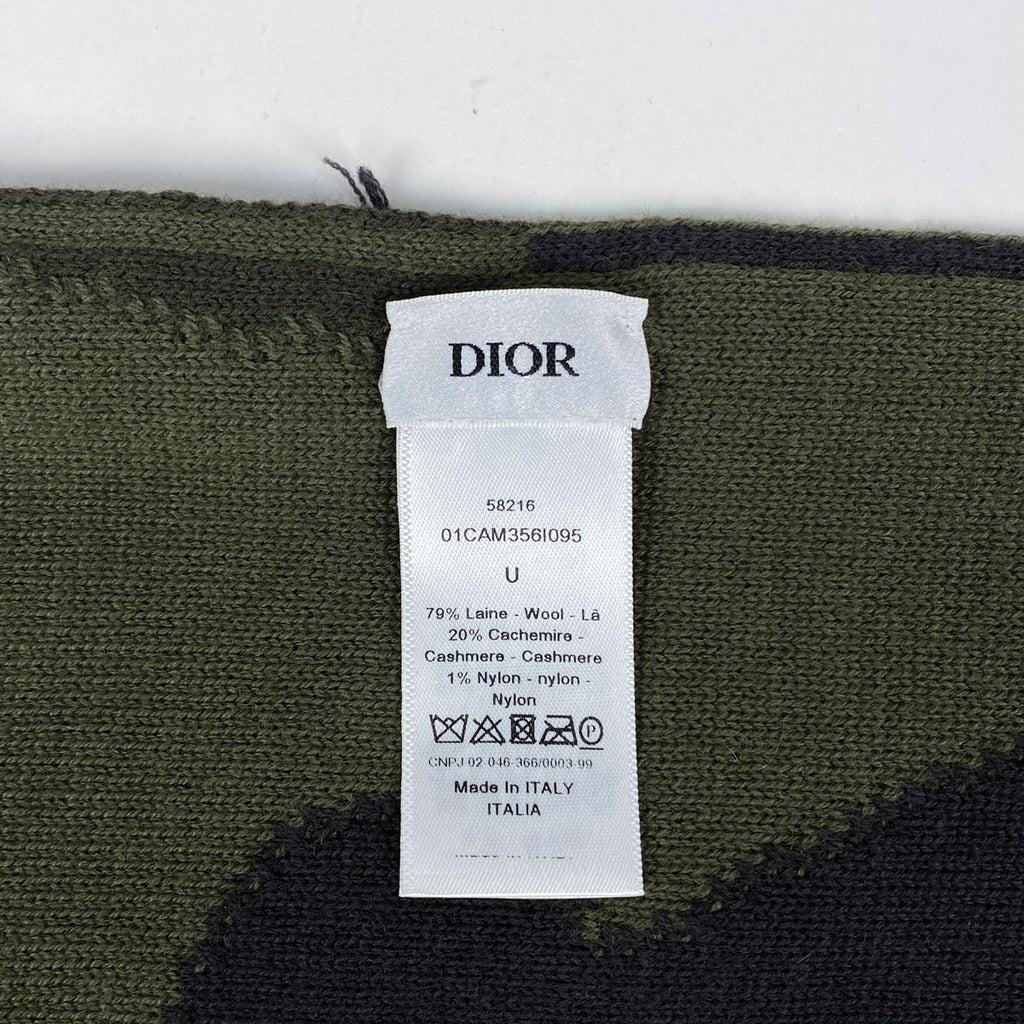 DIOR
58216
01CAM356I095
U
79% Laine - Wool - Lã
20% Cachemire -
Cashmere - Cashmere
1% Nylon - nylon -
Nylon
P
CNPJ 02 046-366/0003-99
Made In ITALY
ITALIA